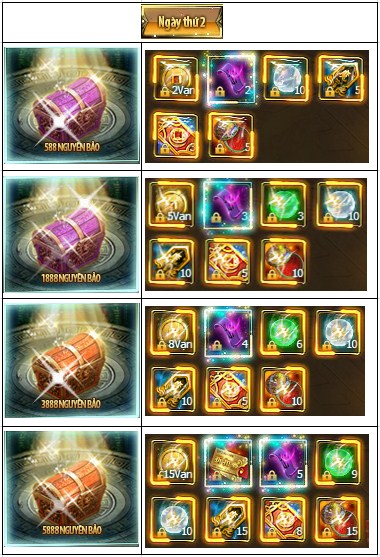 Ngày thứ 2
588 NGUYÊN BẢO
2Vạn 2 10 5
5
1888 NGUYÊN BẢO
5Vạn 3 3 10
10 5 10
3888 NGUYÊN BẢO
8Vạn 4 6 10
10 5 10
5888 NGUYÊN BẢO
15Vạn 5 9
10 15 8 15